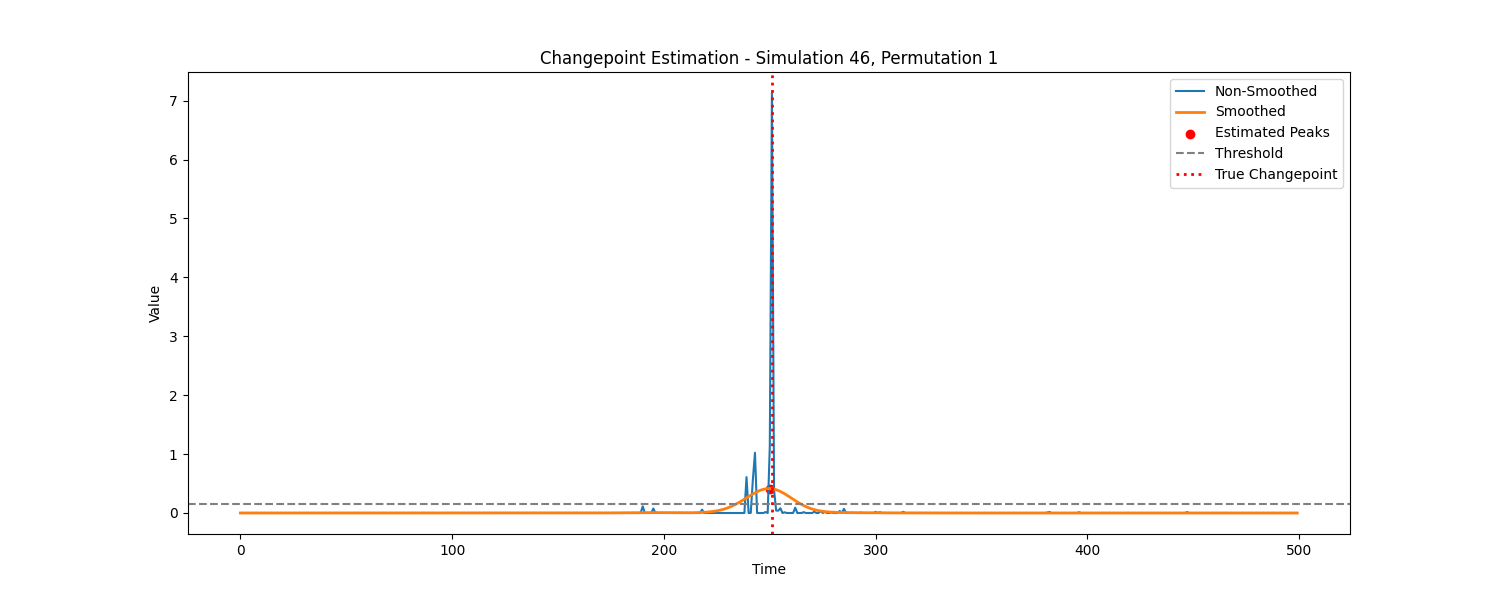 Changepoint Estimation - Simulation 46, Permutation 1
Non-Smoothed
Smoothed
Estimated Peaks
Threshold
True Changepoint
Value
7
6
5
4
3
2
1
0
0 100 200 300 400 500
Time